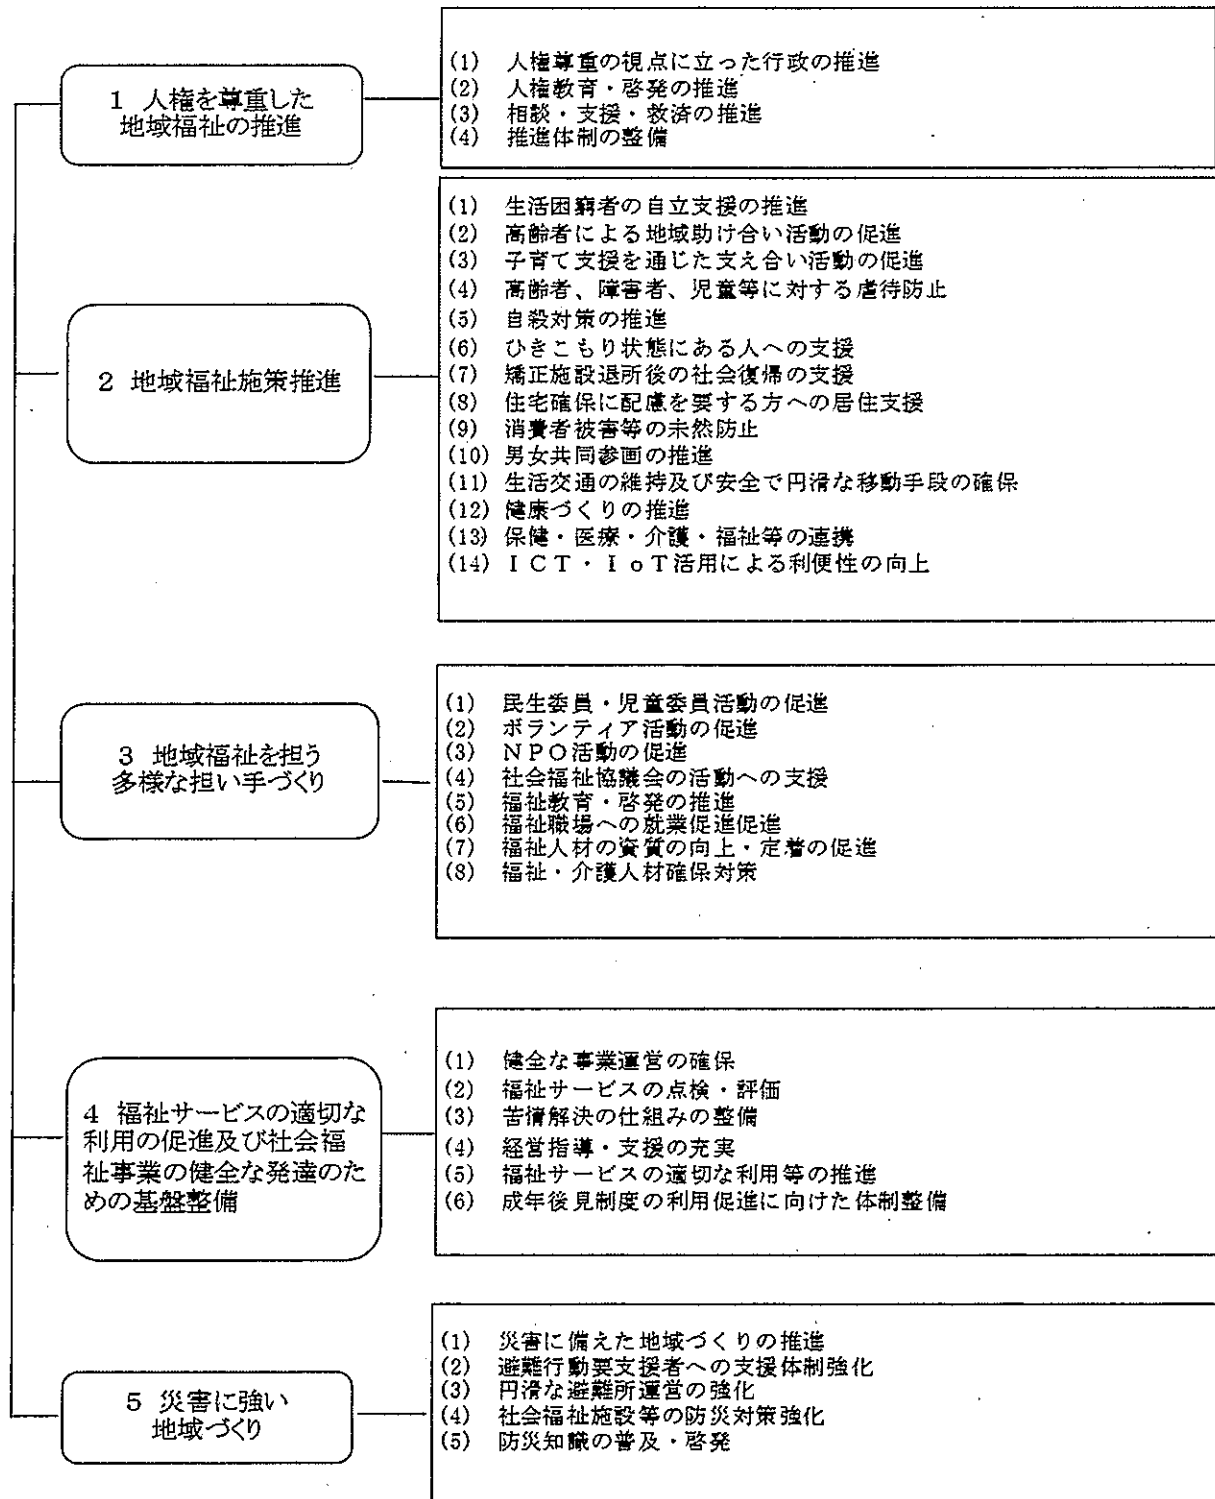 1 人権を尊重した
地域福祉の推進
(1) 人権尊重の視点に立った行政の推進
(2) 人権教育・啓発の推進
(3) 相談・支援・救済の推進
(4) 推進体制の整備
2 地域福祉施策推進
(1) 生活困窮者の自立支援の推進
(2) 高齢者による地域助け合い活動の促進
(3) 子育て支援を通じた支え合い活動の促進
(4) 高齢者、障害者、児童等に対する虐待防止
(5) 自殺対策の推進
(6) ひきこもり状態にある人への支援
(7) 矯正施設退所後の社会復帰の支援
(8) 住宅確保に配慮を要する方への居住支援
(9) 消費者被害等の未然防止
(10) 男女共同参画の推進
(11) 生活交通の維持及び安全で円滑な移動手段の確保
(12) 健康づくりの推進
(13) 保健・医療・介護・福祉等の連携
(14) ICT・IoT活用による利便性の向上
3 地域福祉を担う
多様な担い手づくり
(1) 民生委員・児童委員活動の促進
(2) ボランティア活動の促進
(3) NPO活動の促進
(4) 社会福祉協議会の活動への支援
(5) 福祉教育・啓発の推進
(6) 福祉職場への就業促進促進
(7) 福祉人材の資質の向上・定着の促進
(8) 福祉・介護人材確保対策
4 福祉サービスの適切な
利用の促進及び社会福
祉事業の健全な発達のた
めの基盤整備
(1) 健全な事業運営の確保
(2) 福祉サービスの点検・評価
(3) 苦情解決の仕組みの整備
(4) 経営指導・支援の充実
(5) 福祉サービスの適切な利用等の推進
(6) 成年後見制度の利用促進に向けた体制整備
5 災害に強い
地域づくり
(1) 災害に備えた地域づくりの推進
(2) 避難行動要支援者への支援体制強化
(3) 円滑な避難所運営の強化
(4) 社会福祉施設等の防災対策強化
(5) 防災知識の普及・啓発